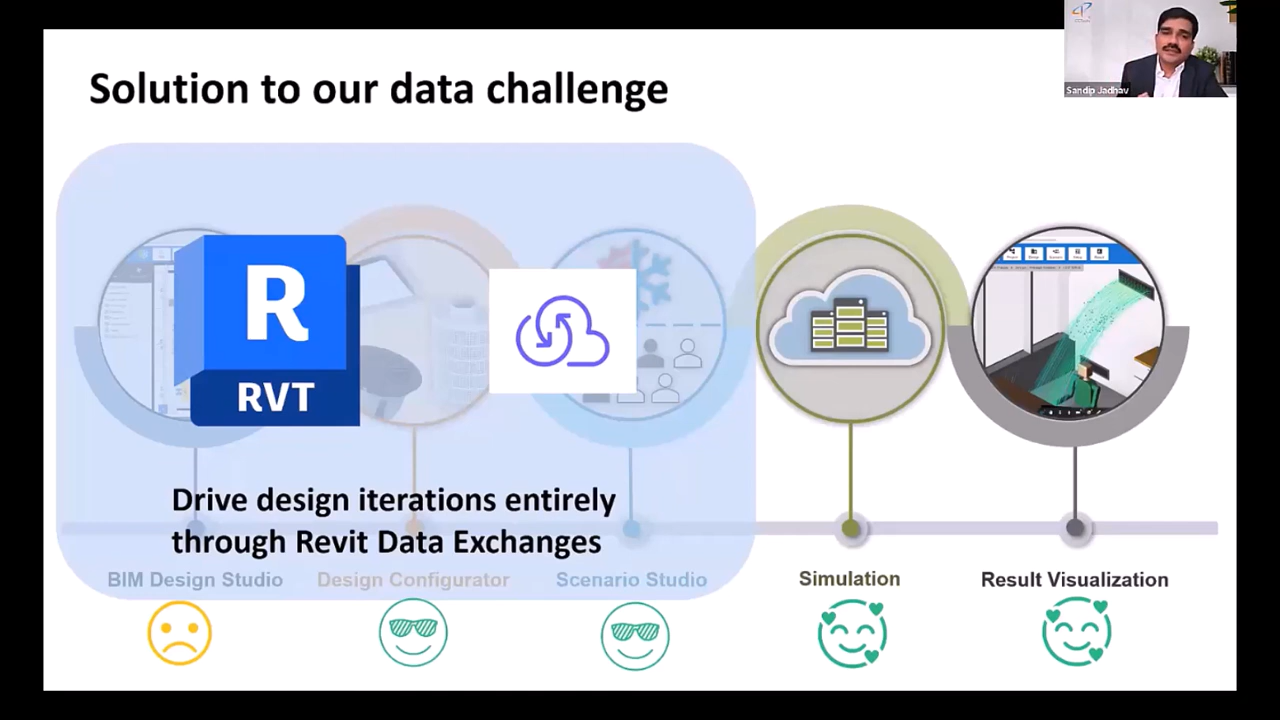 Solution to our data challenge
Sandip Jadhav
R
RVT
Drive design iterations entirely
through Revit Data Exchanges
BIM Design Studio
Design Configurator
Scenario Studio
Simulation
Result Visualization